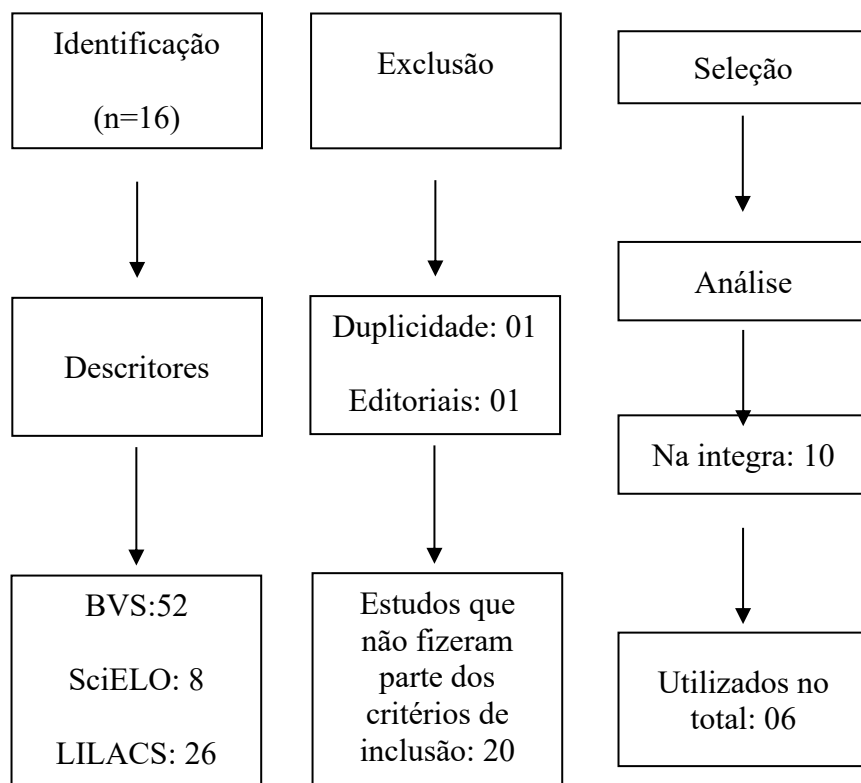 Identificação
(n=16)
Descritores
BVS:52
SciELO: 8
LILACS: 26
Exclusão
Duplicidade: 01
Editoriais: 01
Estudos que
não fizeram
parte dos
critérios de
inclusão: 20
Seleção
Análise
Na integra: 10
Utilizados no
total: 06